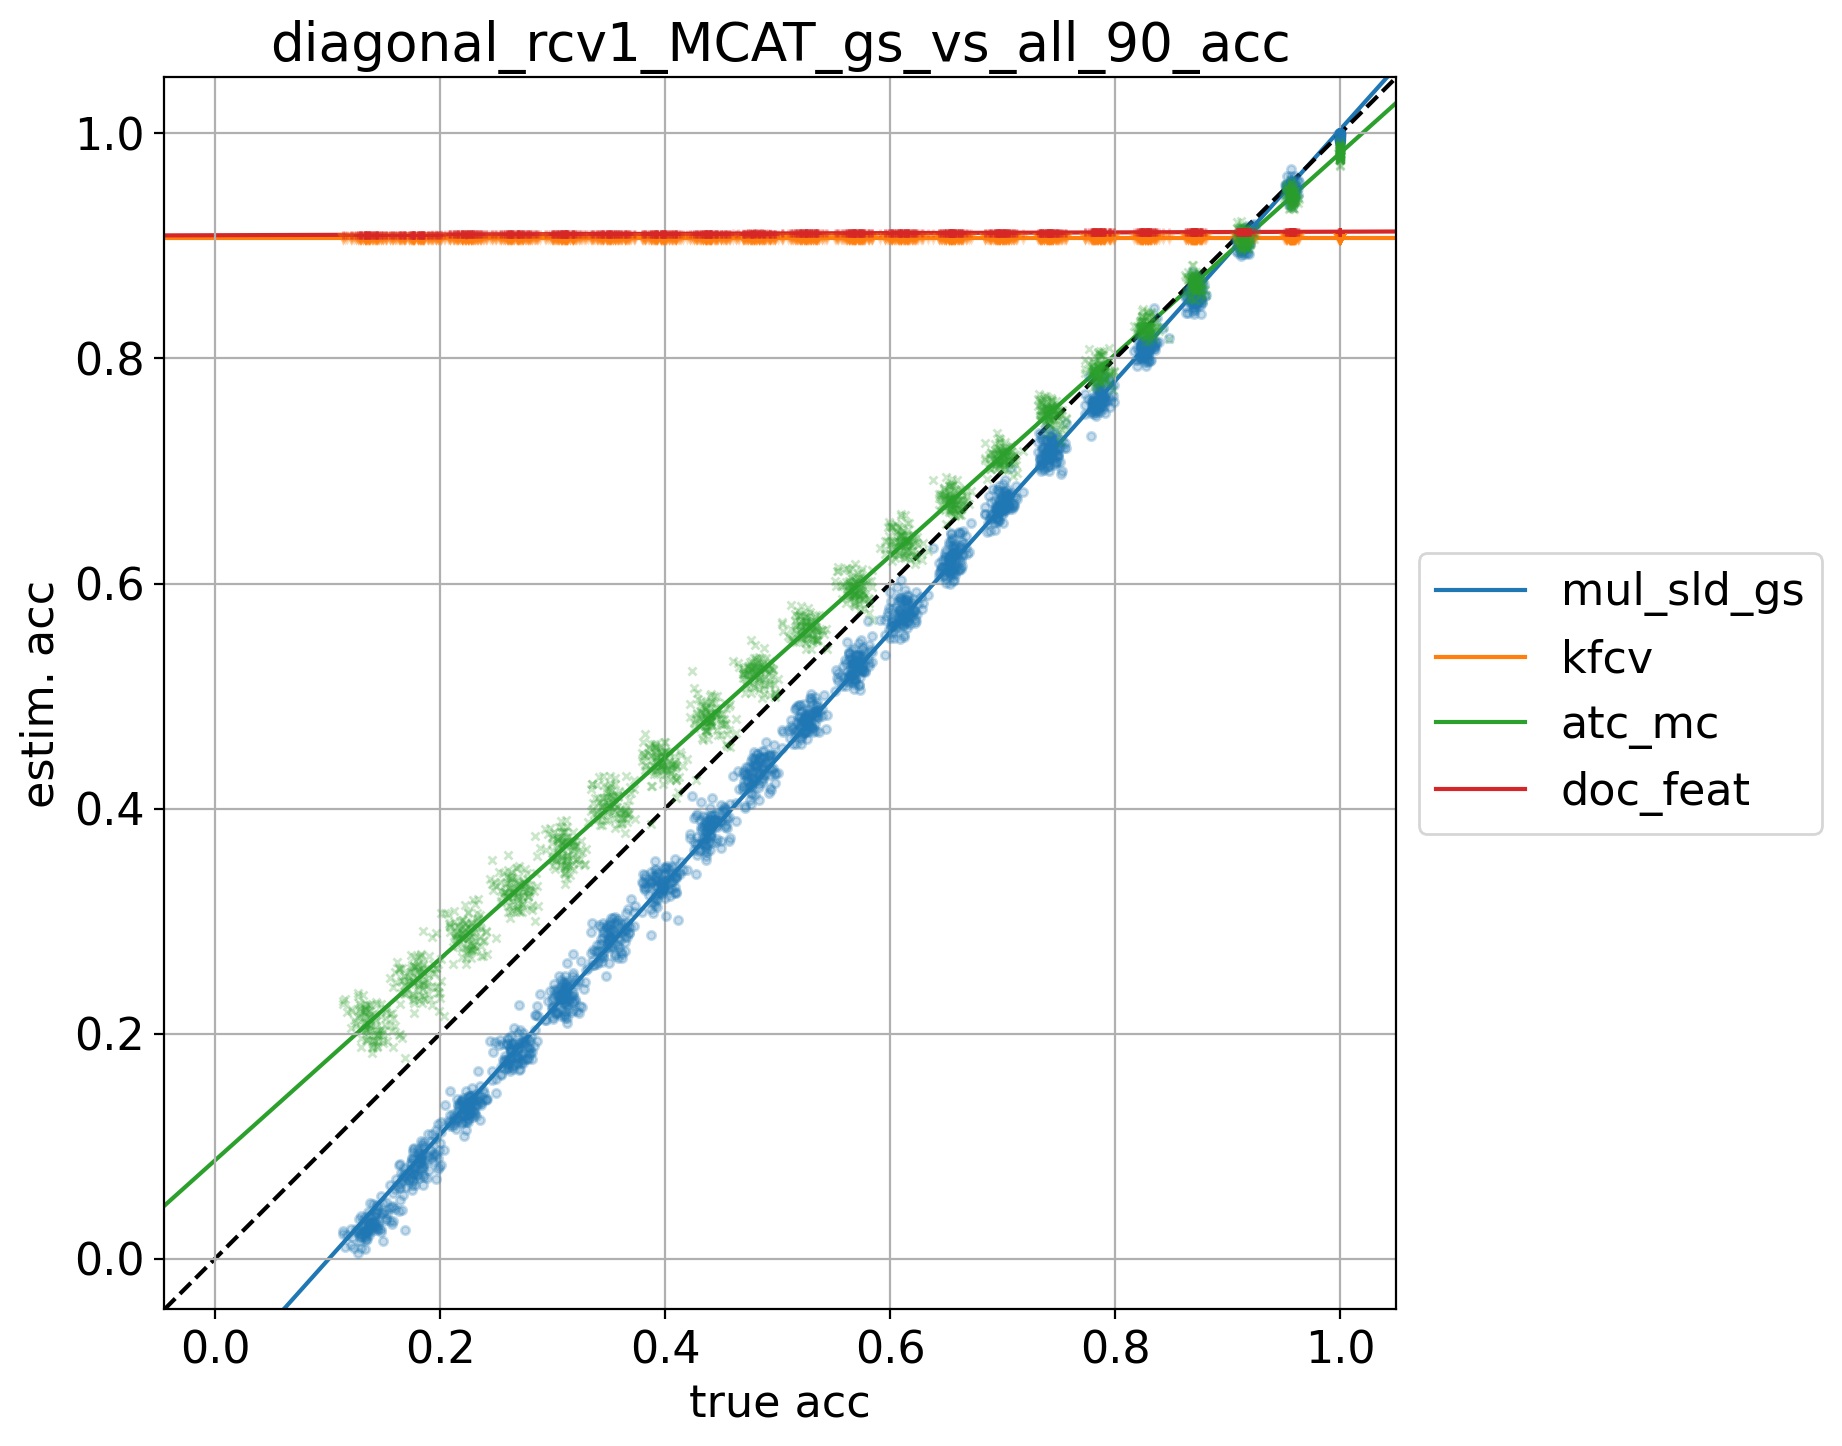 diagonal_rcv1_MCAT_gs_vs_all_90_acc
1.0
0.8
0.6
0.4
0.2
0.0
estim. acc
0.0 0.2 0.4 0.6 0.8 1.0
true acc
mul_sld_gs
kfcv
atc_mc
doc_feat